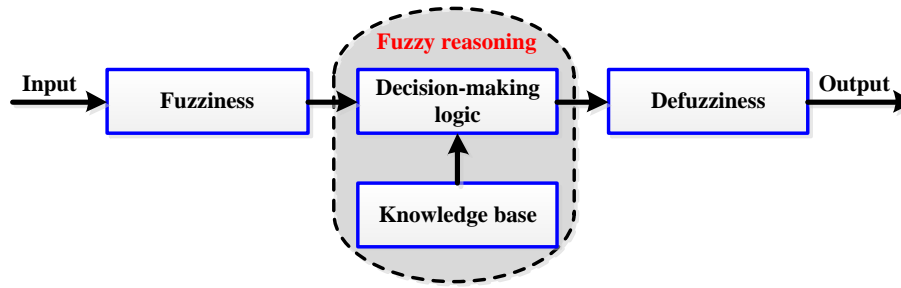 Fuzzy reasoning
Input
Fuzziness
Decision-making
logic
Defuzziness
Output
Knowledge base